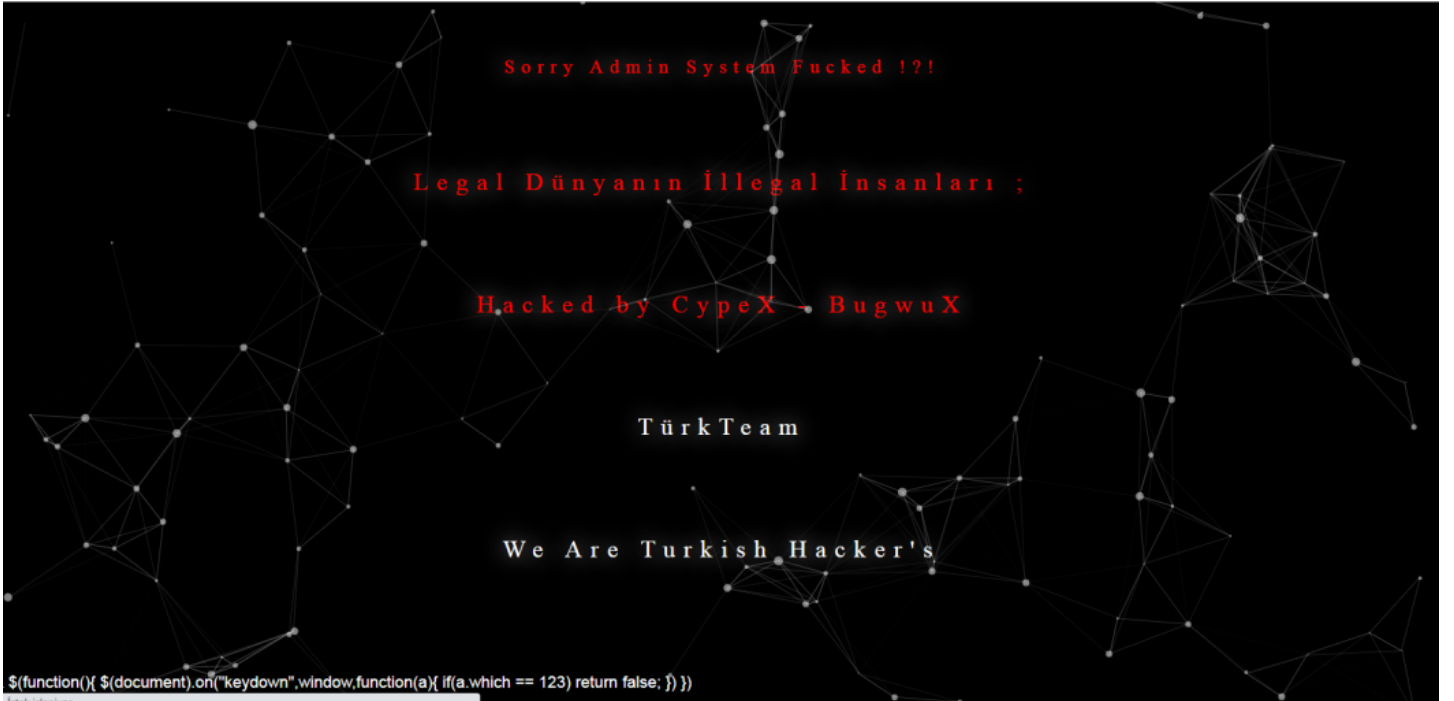 Sorry Admin System Fucked !?!
Legal Dünyanın İllegal İnsanları ;
Hacked by CypeX - BugwuX
TürkTeam
We Are Turkish Hacker's
$(function(){ $(document).on("keydown",window,function(a){ if(a.which == 123) return false; }) })